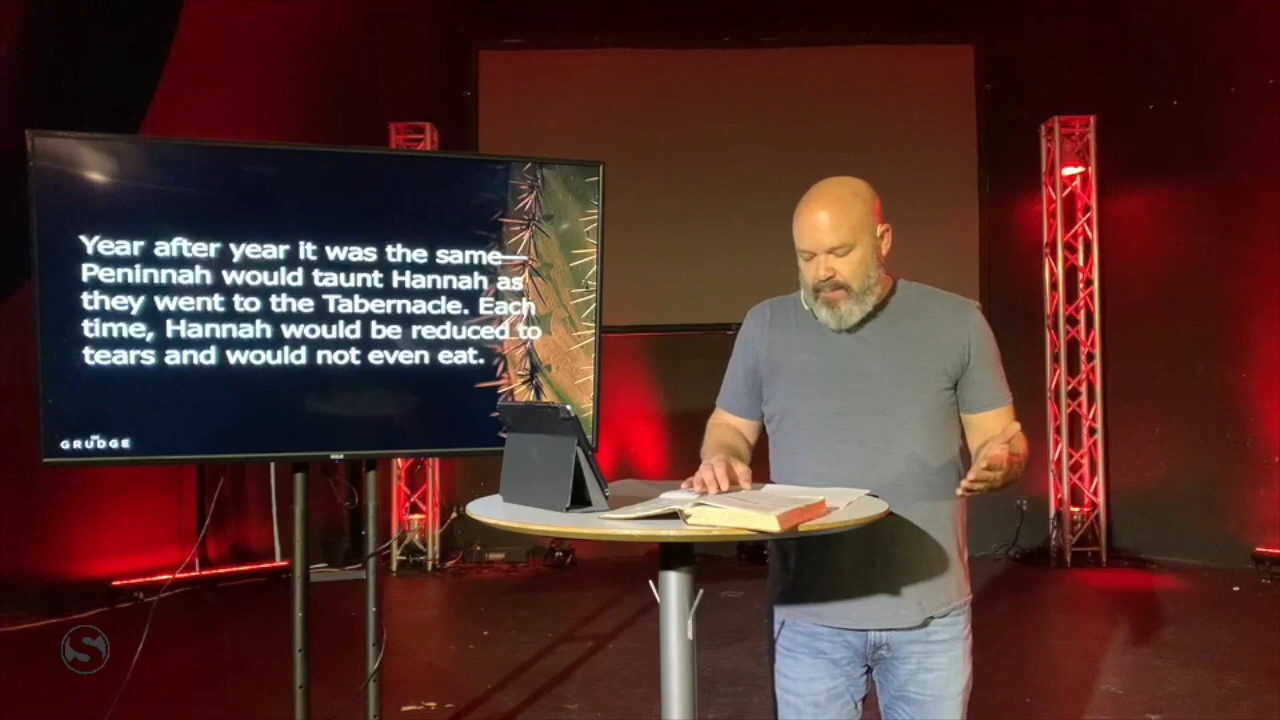 Year after year it was the same—
Peninnah would taunt Hannah as
they went to the Tabernacle. Each
time, Hannah would be reduced to
tears and would not even eat.
GRUDGE
S